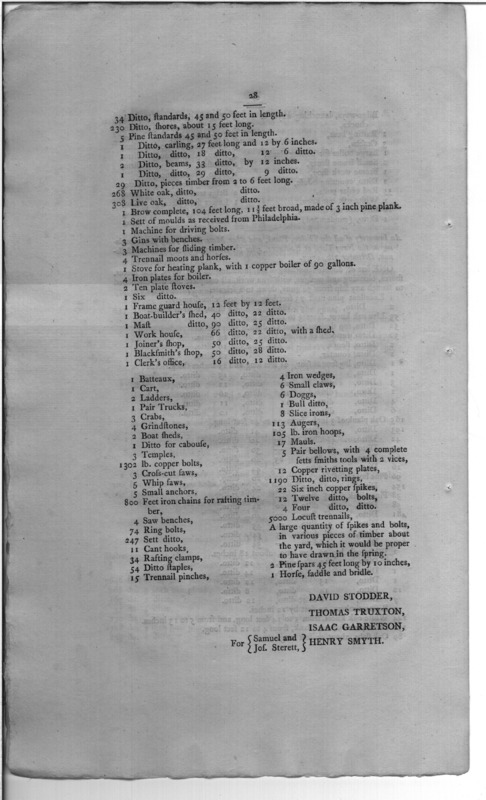 28
34 Ditto, ſtandards, 45 and 50 feet in length.
230 Ditto, ſhores, about 15 feet long.
5 Pine ſtandards 45 and 50 feet in length.
1 Ditto, carling, 27 feet long and 12 by 6 inches.
1 Ditto, ditto, 18 ditto, 12 6 ditto.
2 Ditto, beams, 33 ditto, by 12 inches.
1 Ditto, ditto, 29 ditto, 9 ditto.
29 Ditto, pieces timber from 2 to 6 feet long.
268 White oak, ditto, ditto.
308 Live oak, ditto, ditto.
1 Brow complete, 104 feet long, 11½ feet broad, made of 3 inch pine plank.
1 Sett of moulds as received from Philadelphia.
1 Machine for driving bolts.
3 Gins with benches.
3 Machines for ſliding timber.
4 Trennail moots and horſes.
1 Stove for heating plank, with 1 copper boiler of 90 gallons.
4 Iron plates for boiler.
2 Ten plate ſtoves.
1 Six ditto.
1 Frame guard houſe, 12 feet by 12 feet.
1 Boat-builder's ſhed, 40 ditto, 22 ditto.
1 Maſt ditto, 90 ditto, 25 ditto.
1 Work houſe, 66 ditto, 22 ditto, with a ſhed.
1 Joiner's ſhop, 50 ditto, 25 ditto.
1 Blackſmith's ſhop, 50 ditto, 28 ditto.
1 Clerk's office, 16 ditto, 12 ditto.
1 Batteaux,
1 Cart,
2 Ladders,
1 Pair Trucks,
3 Crabs,
4 Grindſtones,
2 Boat ſheds,
1 Ditto for cabouſe,
3 Temples,
1302 lb. copper bolts,
3 Croſs-cut ſaws,
6 Whip ſaws,
5 Small anchors,
800 Feet iron chains for rafting tim-
ber,
4 Saw benches,
74 Ring bolts,
247 Sett ditto,
11 Cant hooks,
34 Rafting clamps,
54 Ditto ſtaples,
15 Trennail pinches,
4 Iron wedges,
6 Small claws,
6 Doggs,
1 Bull ditto,
8 Slice irons,
113 Augers,
105 lb. iron hoops,
17 Mauls.
5 Pair bellows, with 4 complete
ſetts ſmiths tools with 2 vices,
12 Copper rivetting plates,
1190 Ditto, ditto, rings,
22 Six inch copper ſpikes,
12 Twelve ditto, bolts,
4 Four ditto, ditto.
5000 Locuſt trennails,
A large quantity of ſpikes and bolts,
in various pieces of timber about
the yard, which it would be proper
to have drawn in the ſpring.
2 Pine ſpars 45 feet long by 10 inches,
1 Horſe, ſaddle and bridle.
DAVID STODDER,
THOMAS TRUXTON,
ISAAC GARRETSON,
For { Samuel and } HENRY SMYTH.
Joſ. Sterett,